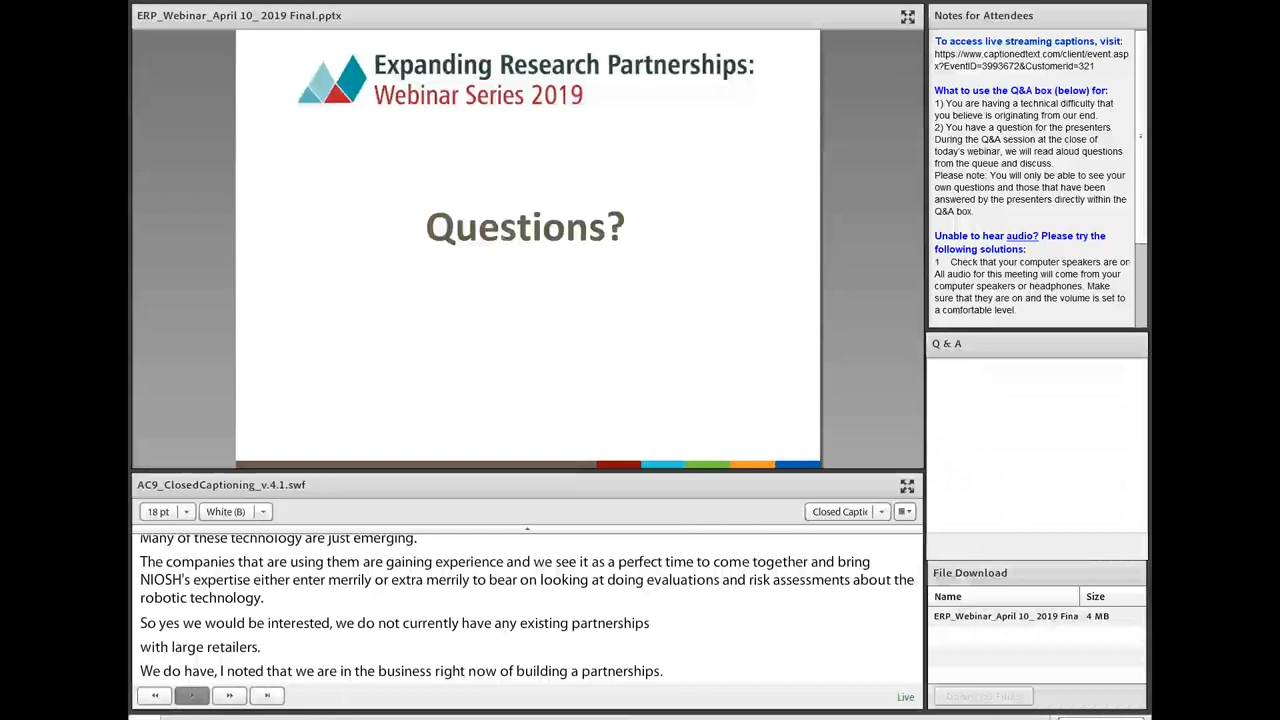 ERP_Webinar_April 10_ 2019 Final.pptx
Expanding Research Partnerships:
Webinar Series 2019
Questions?
AC9_ClosedCaptioning_v.4.1.swf
18 pt
White (B)
Closed Captic
Many of these technology are just emerging.
The companies that are using them are gaining experience and we see it as a perfect time to come together and bring
NIOSH's expertise either enter merrily or extra merrily to bear on looking at doing evaluations and risk assessments about the
robotic technology.
So yes we would be interested, we do not currently have any existing partnerships
with large retailers.
We do have, I noted that we are in the business right now of building a partnerships.
Live
Notes for Attendees
To access live streaming captions, visit:
https://www.captionedtext.com/client/event.asp
x?EventID=3993672&CustomerId=321
What to use the Q&A box (below) for:
1) You are having a technical difficulty that
you believe is originating from our end.
2) You have a question for the presenters
During the Q&A session at the close of
today's webinar, we will read aloud questions
from the queue and discuss.
Please note: You will only be able to see your
own questions and those that have been
answered by the presenters directly within the
Q&A box.
Unable to hear audio? Please try the
following solutions:
1 Check that your computer speakers are on
All audio for this meeting will come from your
computer speakers or headphones. Make
sure that they are on and the volume is set to
a comfortable level.
Q & A
File Download
Name Size
ERP_Webinar_April 10_ 2019 Fina 4 MB
Download File(s)